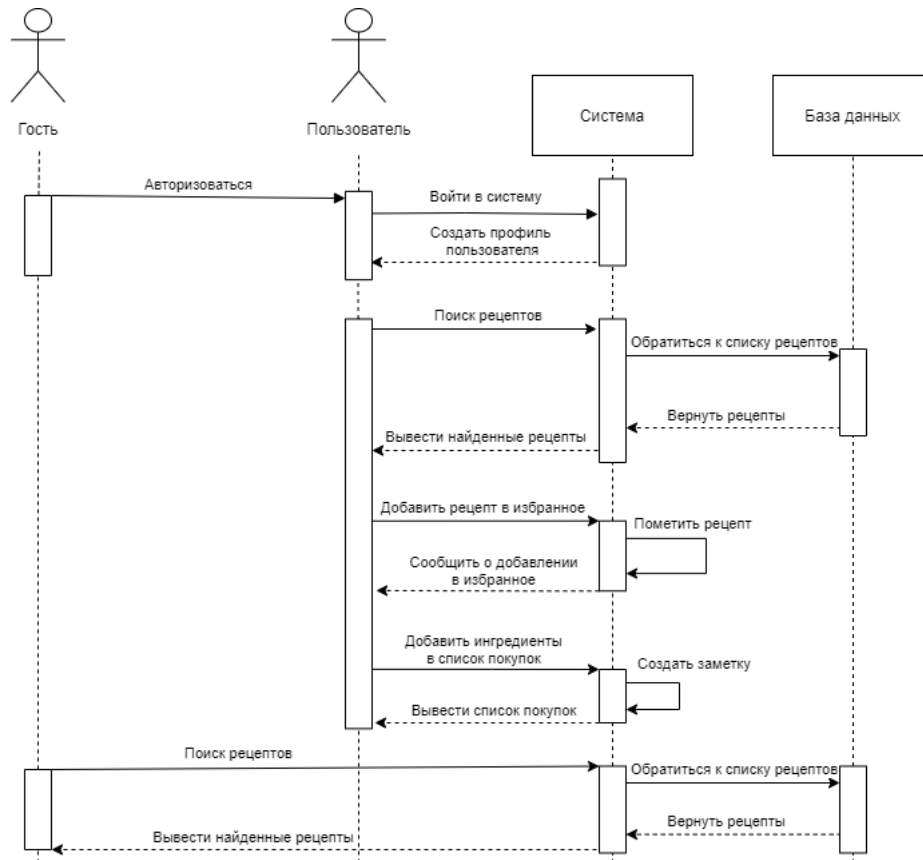 Гость
Пользователь
Система
База данных
Авторизоваться
Войти в систему
Создать профиль
пользователя
Поиск рецептов
Обратиться к списку рецептов
Вернуть рецепты
Вывести найденные рецепты
Добавить рецепт в избранное
Пометить рецепт
Сообщить о добавлении
в избранное
Добавить ингредиенты
в список покупок
Создать заметку
Вывести список покупок
Поиск рецептов
Обратиться к списку рецептов
Вернуть рецепты
Вывести найденные рецепты